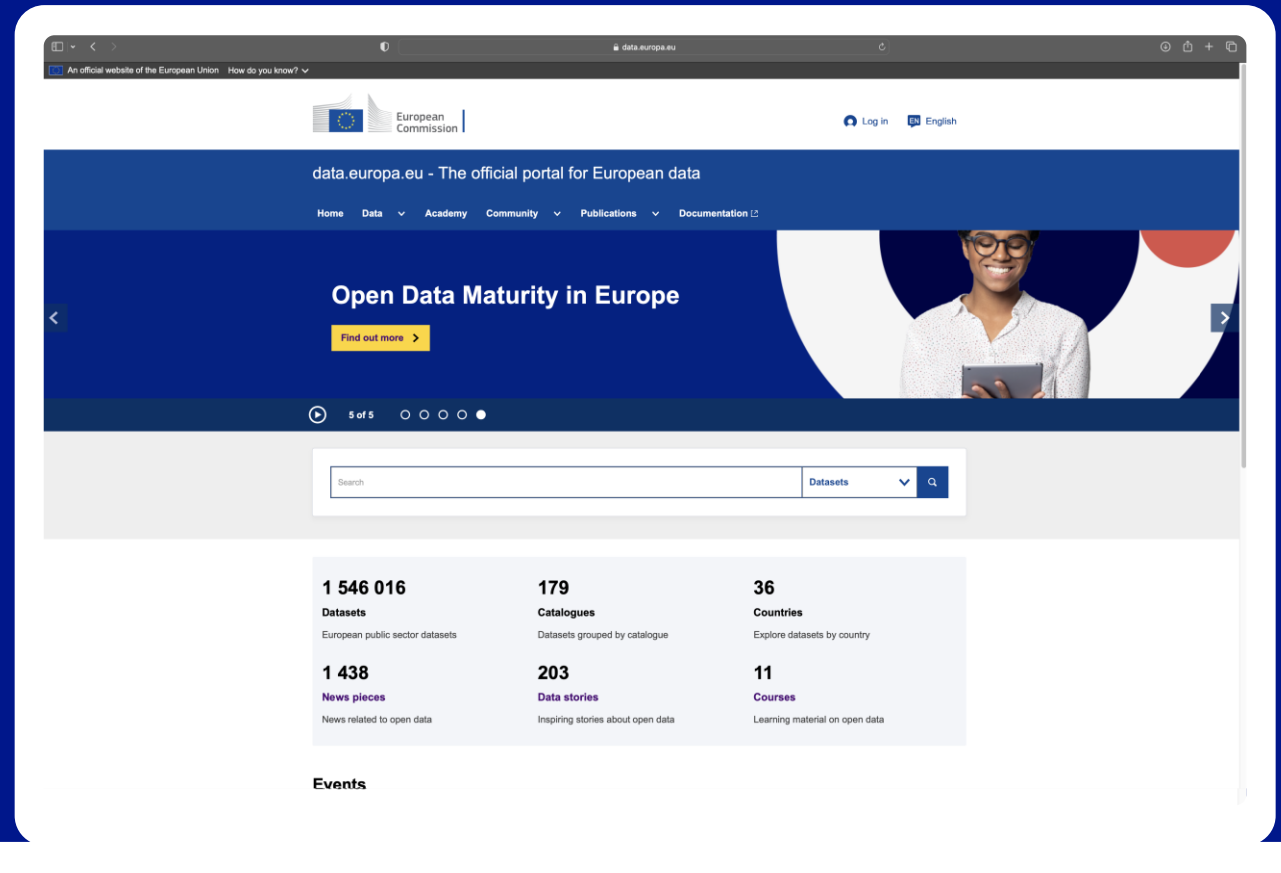 data.europa.eu
An official website of the European Union How do you know?
European
Commission
Log in EN English
data.europa.eu - The official portal for European data
Home Data Academy Community Publications Documentation
Open Data Maturity in Europe
Find out more
5 of 5
Search Datasets
1 546 016 179 36
Datasets Catalogues Countries
European public sector datasets Datasets grouped by catalogue Explore datasets by country
1 438 203 11
News pieces Data stories Courses
News related to open data Inspiring stories about open data Learning material on open data
Events